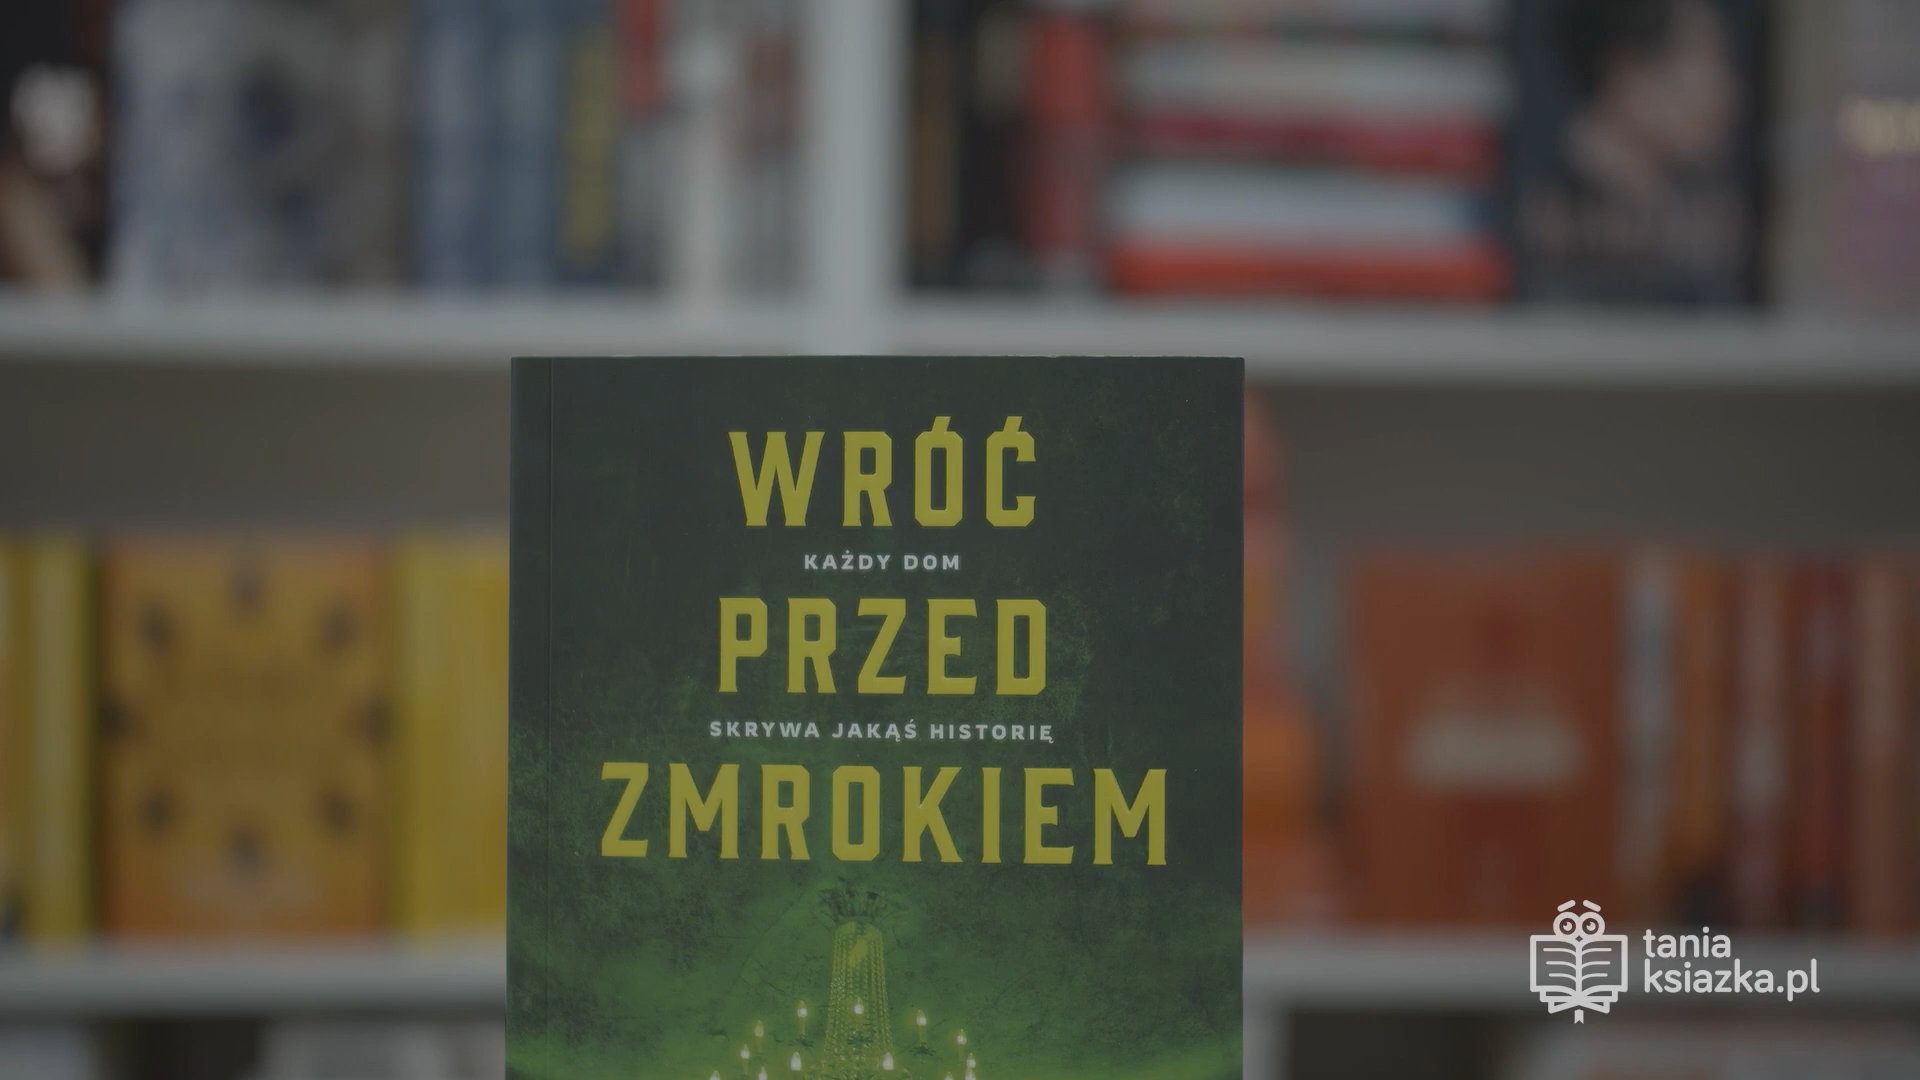 WRÓĆ
KAŻDY DOM
PRZED
SKRYWA JAKĄŚ HISTORIĘ
ZMROKIEM
tania
ksiazka.pl